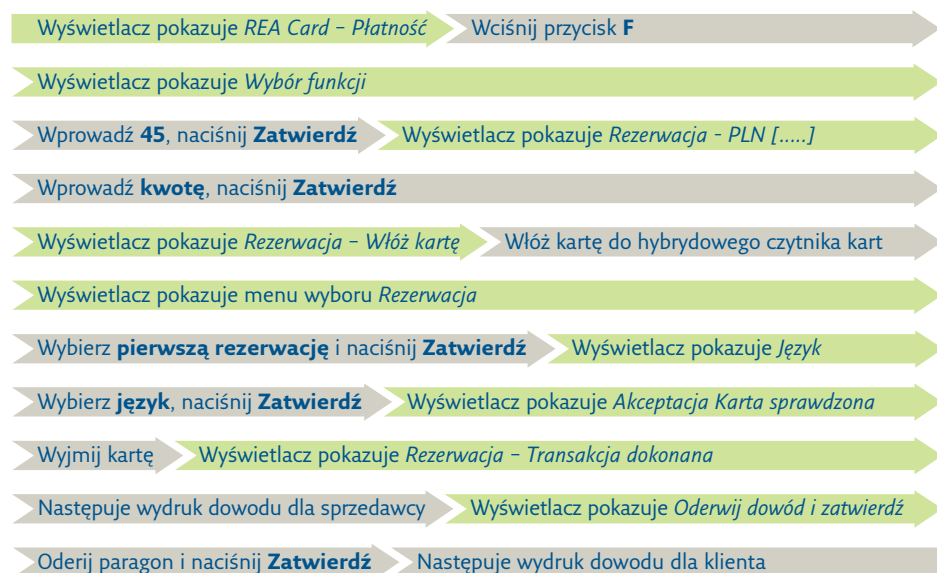 Wyświetlacz pokazuje REA Card – Płatność Wciśnij przycisk F
Wyświetlacz pokazuje Wybór funkcji
Wprowadź 45, naciśnij Zatwierdź Wyświetlacz pokazuje Rezerwacja - PLN [.....]
Wprowadź kwotę, naciśnij Zatwierdź
Wyświetlacz pokazuje Rezerwacja – Włóż kartę Włóż kartę do hybrydowego czytnika kart
Wyświetlacz pokazuje menu wyboru Rezerwacja
Wybierz pierwszą rezerwację i naciśnij Zatwierdź Wyświetlacz pokazuje Język
Wybierz język, naciśnij Zatwierdź Wyświetlacz pokazuje Akceptacja Karta sprawdzona
Wyjmij kartę Wyświetlacz pokazuje Rezerwacja – Transakcja dokonana
Następuje wydruk dowodu dla sprzedawcy Wyświetlacz pokazuje Oderwij dowód i zatwierdź
Oderij paragon i naciśnij Zatwierdź Następuje wydruk dowodu dla klienta